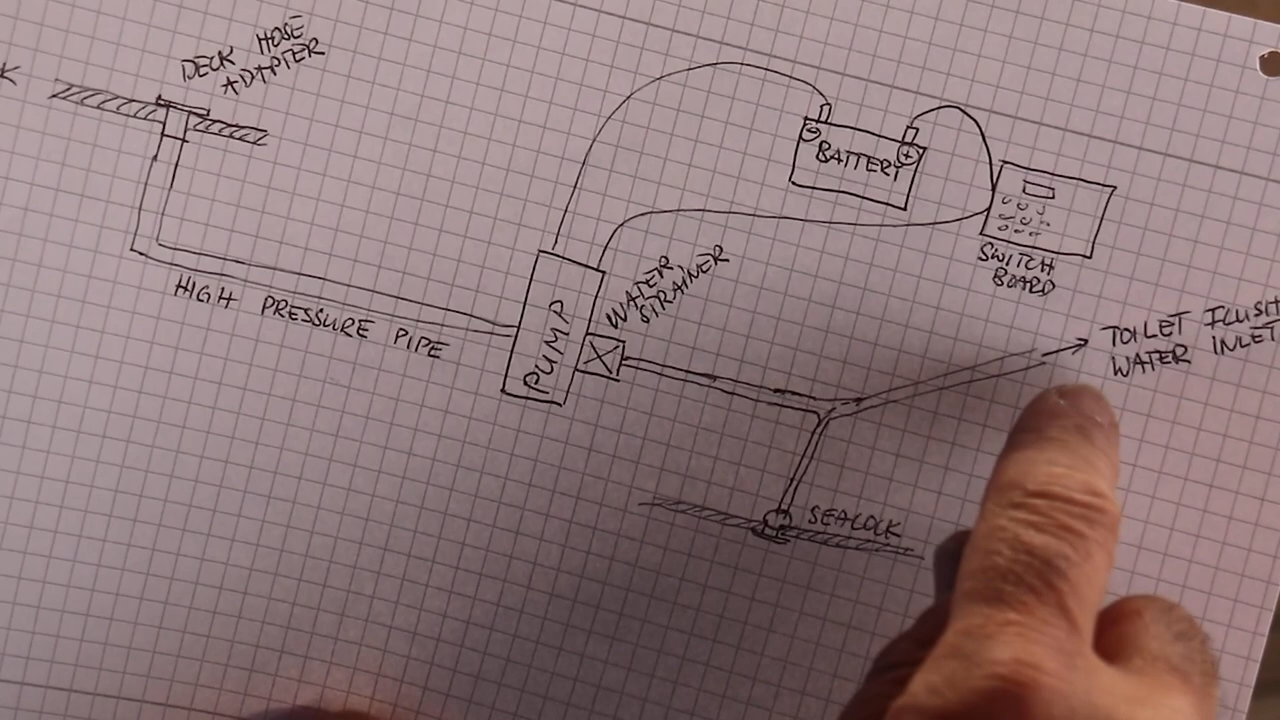 DECK HOSE
ADAPTER
K
BATTERY
- +
SWITCH
BOARD
WATER
STRAINER
HIGH PRESSURE PIPE
PUMP
TOILET FLUSH
WATER INLET
SEACOCK